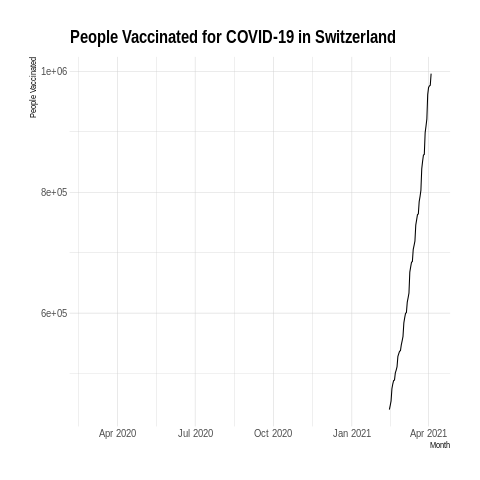 People Vaccinated for COVID-19 in Switzerland
People Vaccinated
1e+06
8e+05
6e+05
Apr 2020 Jul 2020 Oct 2020 Jan 2021 Apr 2021
Month